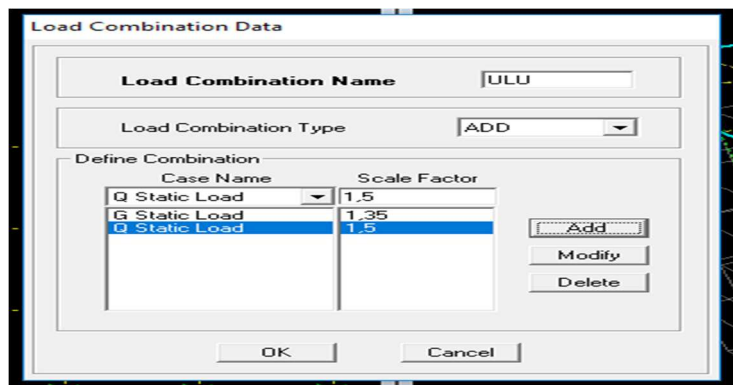 Load Combination Data
Load Combination Name ULU
Load Combination Type ADD
Define Combination
Case Name Scale Factor
Q Static Load 1,5
G Static Load 1,35
Q Static Load 1,5
Add
Modify
Delete
OK Cancel